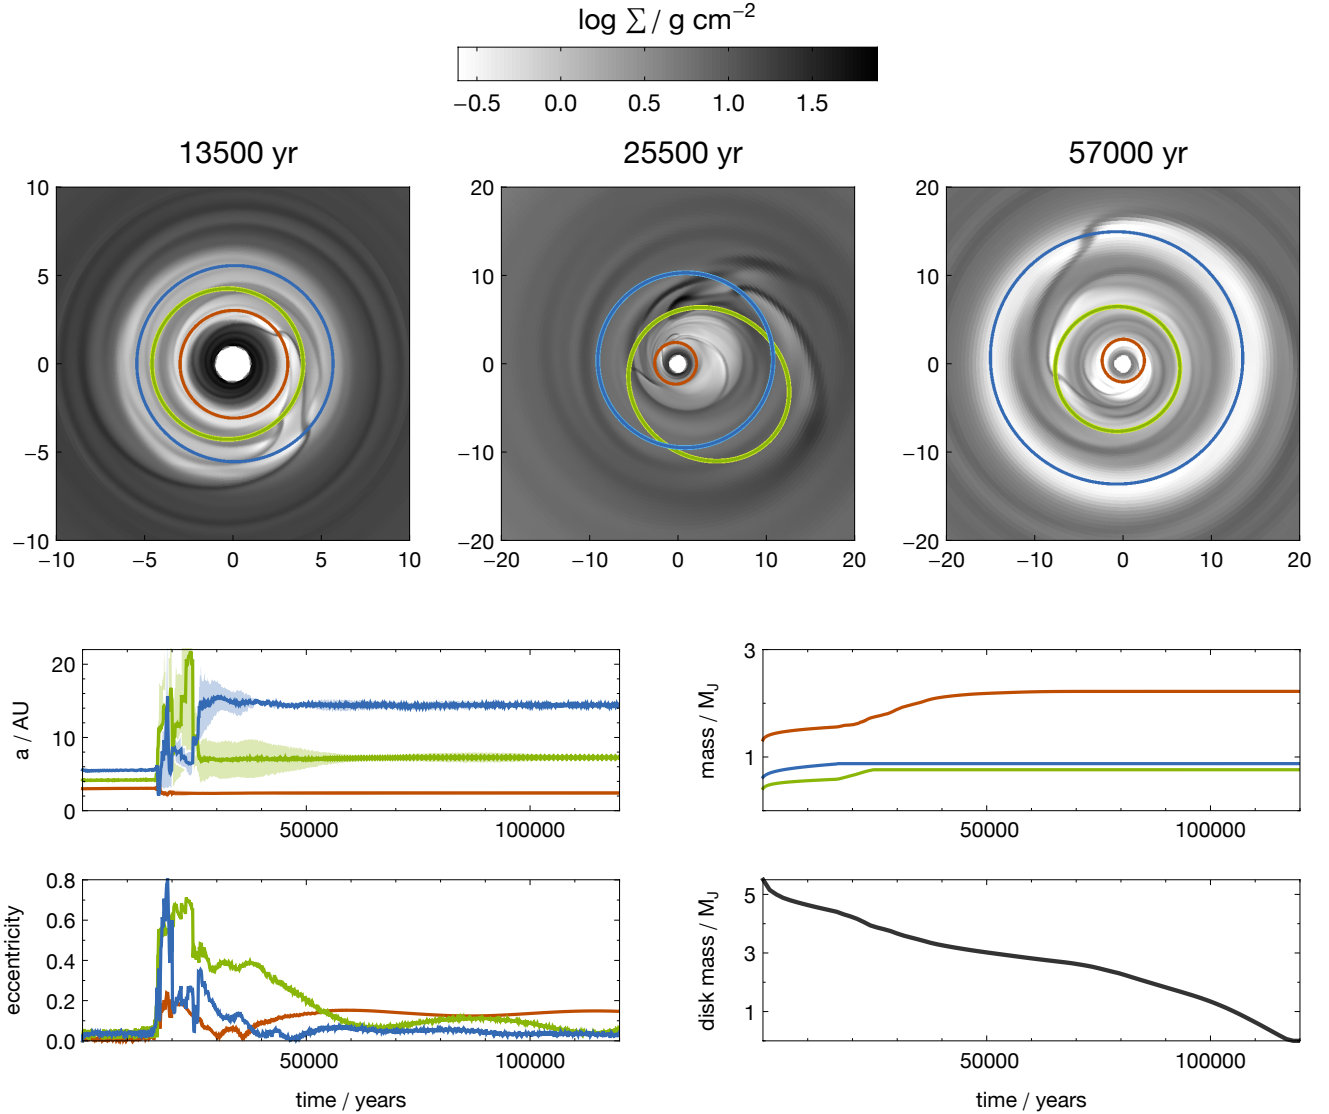 log ∑ / g cm⁻²
−0.5 0.0 0.5 1.0 1.5
13500 yr 25500 yr 57000 yr
10 5 0 −5 −10
−10 −5 0 5 10
20 10 0 −10 −20
−20 −10 0 10 20
20 10 0 −10 −20
−20 −10 0 10 20
a / AU
20 10 0
50000 100000
mass / M_J
3 1
50000 100000
eccentricity
0.8 0.6 0.4 0.2 0.0
50000 100000
time / years
disk mass / M_J
5 3 1
50000 100000
time / years